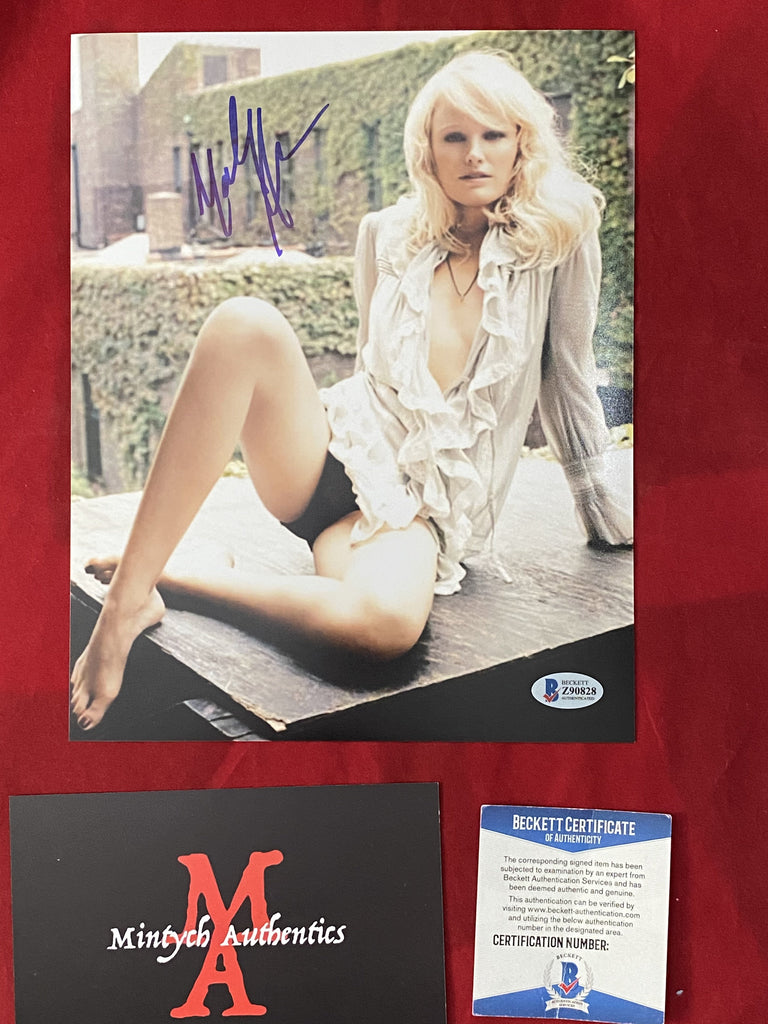 BECKETT
Z90828
AUTHENTICATED
MA
Mintych Authentics
BECKETT CERTIFICATE
OF AUTHENTICITY
The corresponding signed item has been
subjected to examination by an expert from
Beckett Authentication Services and has
been deemed authentic and genuine.
This authentication can be verified by
visiting www.beckett-authentication.com
and utilizing the below authentication
number in the designated area.
CERTIFICATION NUMBER:
BECKETT
B